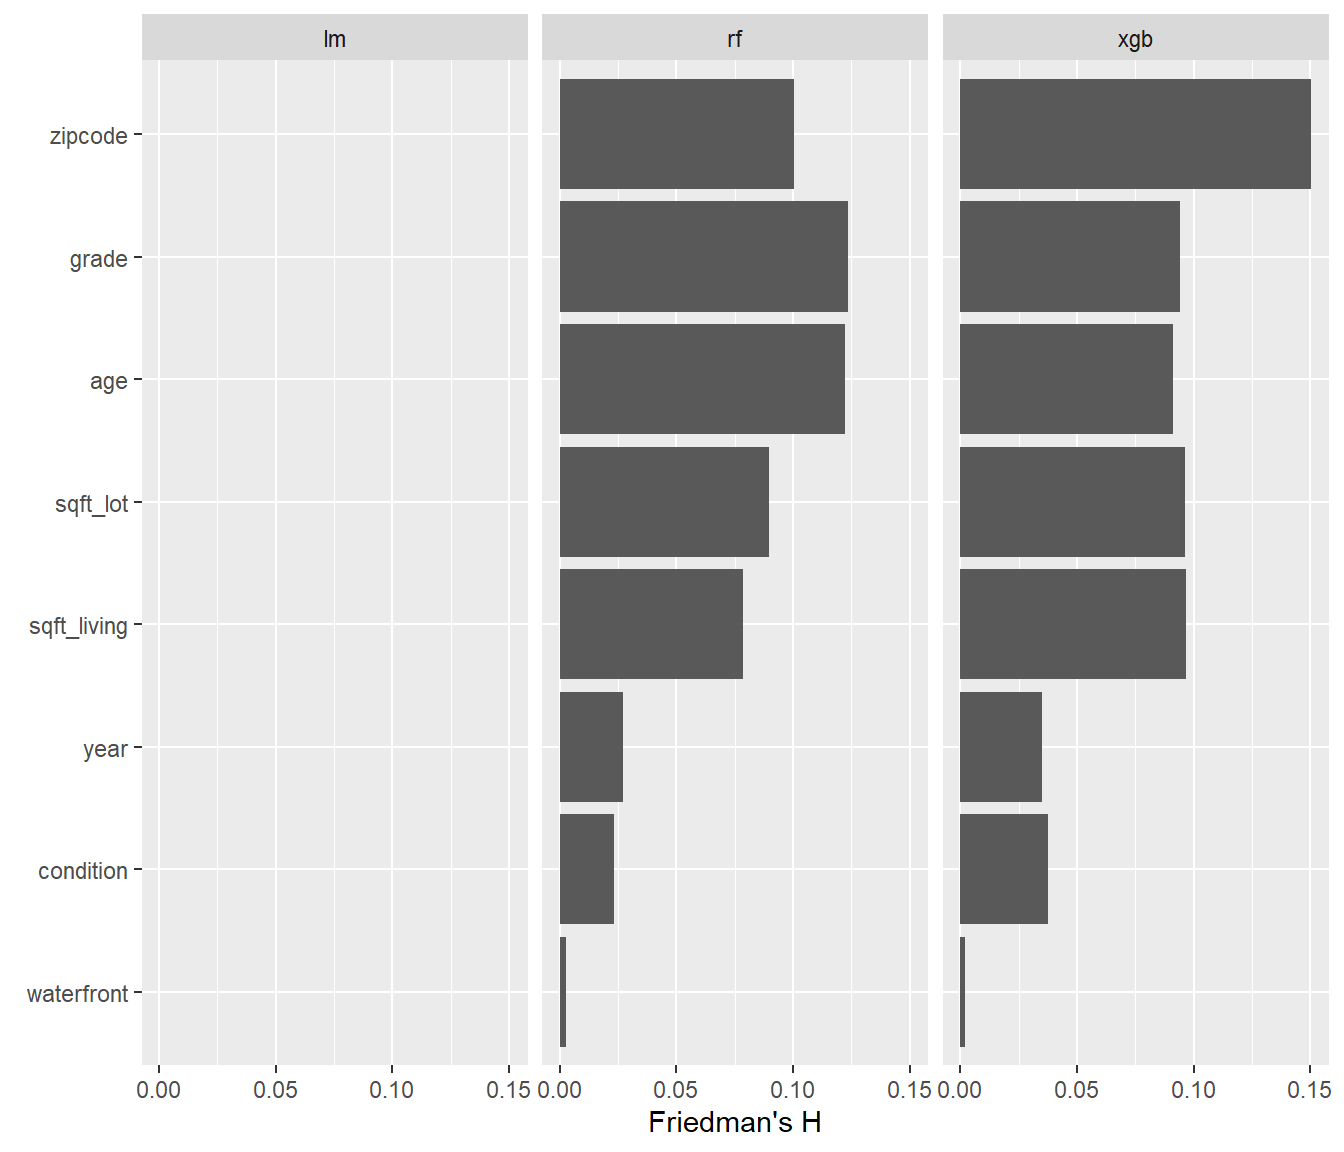 lm
rf
xgb
zipcode
grade
age
sqft_lot
sqft_living
year
condition
waterfront
0.00 0.05 0.10 0.15 0.00 0.05 0.10 0.15 0.00 0.05 0.10 0.15
Friedman's H